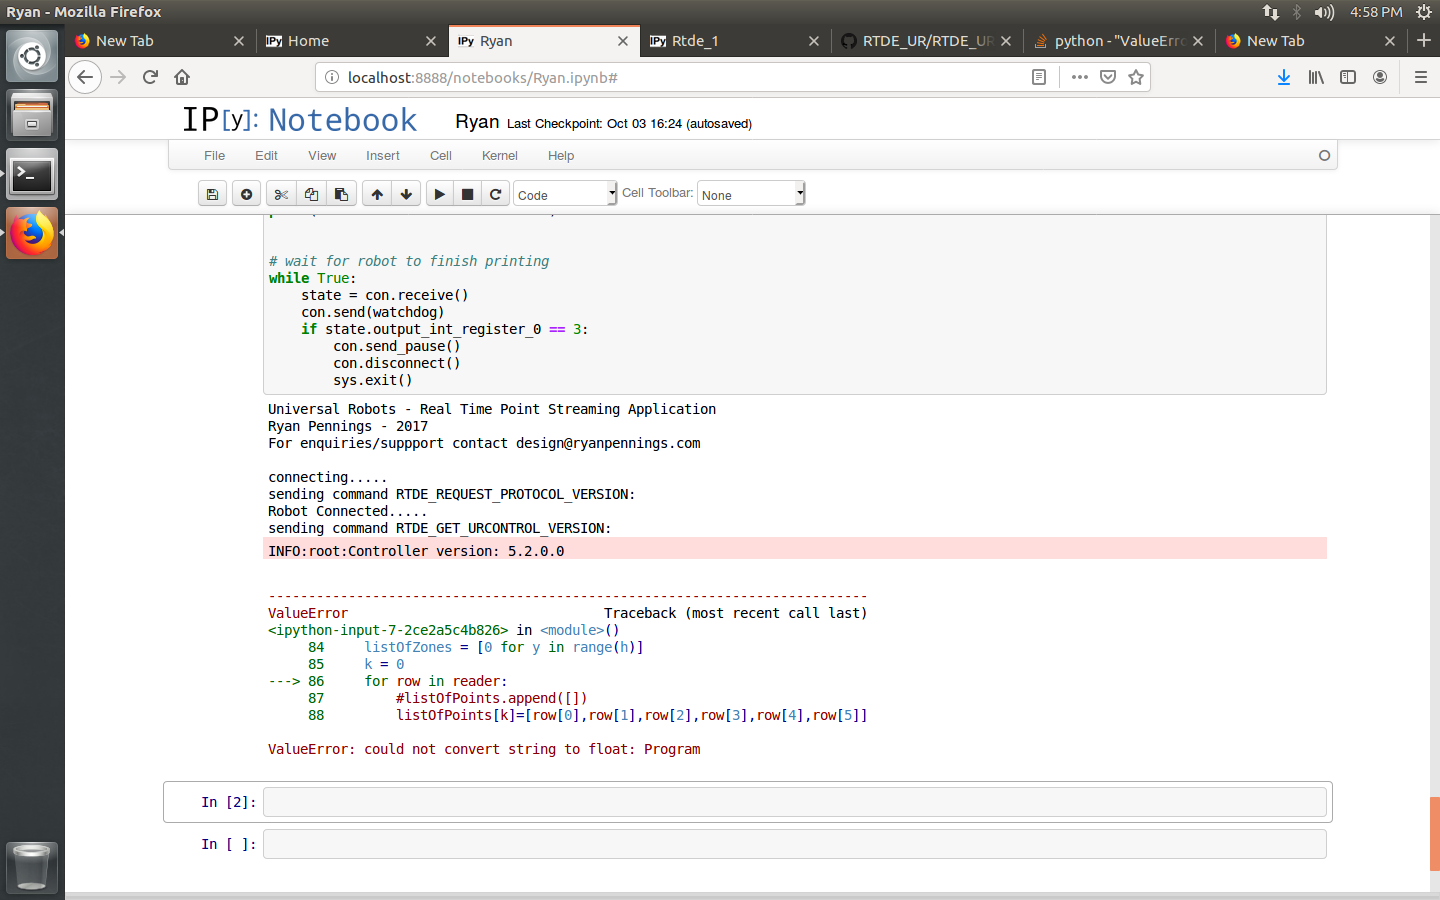 Ryan - Mozilla Firefox
4:58 PM
New Tab
IPy Home
IPy Ryan
IPy Rtde_1
RTDE_UR/RTDE_UR
python - "ValueErro
New Tab
localhost:8888/notebooks/Ryan.ipynb#
IP[y]: Notebook
Ryan Last Checkpoint: Oct 03 16:24 (autosaved)
File Edit View Insert Cell Kernel Help
Code Cell Toolbar: None
# wait for robot to finish printing
while True:
    state = con.receive()
    con.send(watchdog)
    if state.output_int_register_0 == 3:
        con.send_pause()
        con.disconnect()
        sys.exit()
Universal Robots - Real Time Point Streaming Application
Ryan Pennings - 2017
For enquiries/suppport contact design@ryanpennings.com
connecting.....
sending command RTDE_REQUEST_PROTOCOL_VERSION:
Robot Connected.....
sending command RTDE_GET_URCONTROL_VERSION:
INFO:root:Controller version: 5.2.0.0
---------------------------------------------------------------------------
ValueError                                Traceback (most recent call last)
<ipython-input-7-2ce2a5c4b826> in <module>()
     84     listOfZones = [0 for y in range(h)]
     85     k = 0
---> 86     for row in reader:
     87         #listOfPoints.append([])
     88         listOfPoints[k]=[row[0],row[1],row[2],row[3],row[4],row[5]]
ValueError: could not convert string to float: Program
In [2]:
In [ ]: